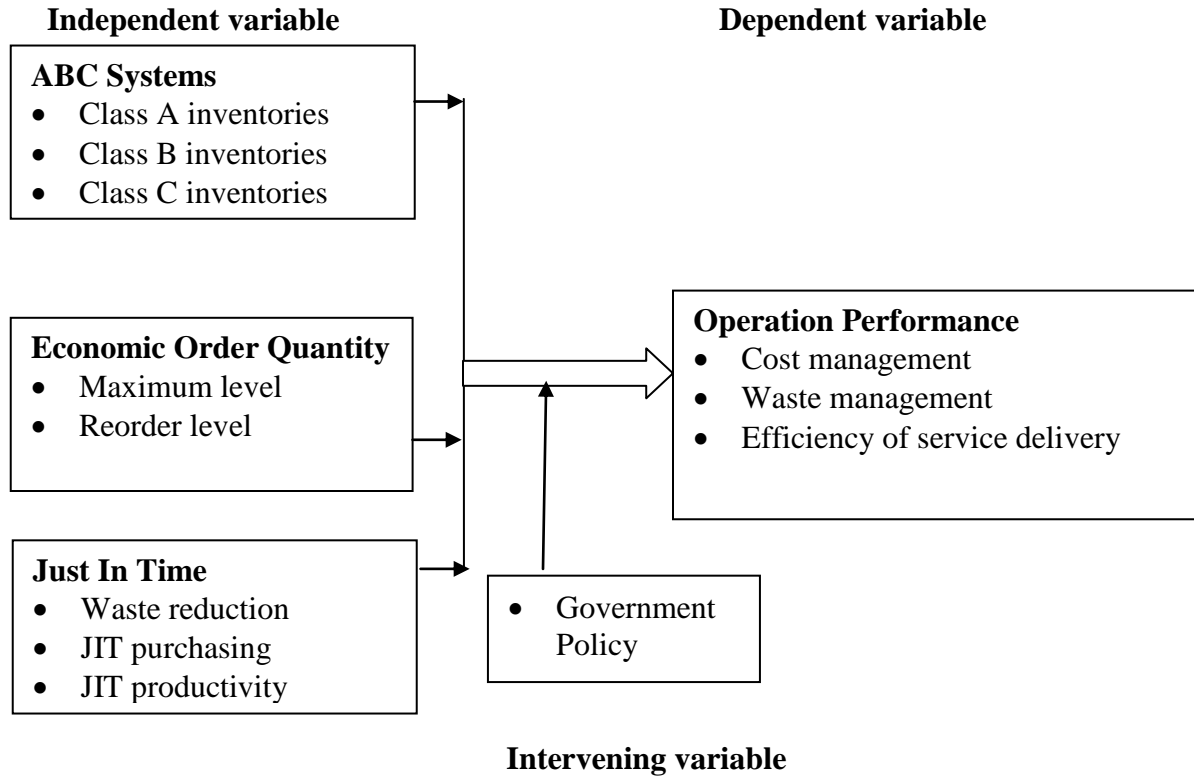 Independent variable
Dependent variable
ABC Systems
• Class A inventories
• Class B inventories
• Class C inventories
Economic Order Quantity
• Maximum level
• Reorder level
Operation Performance
• Cost management
• Waste management
• Efficiency of service delivery
Just In Time
• Waste reduction
• JIT purchasing
• JIT productivity
• Government
Policy
Intervening variable